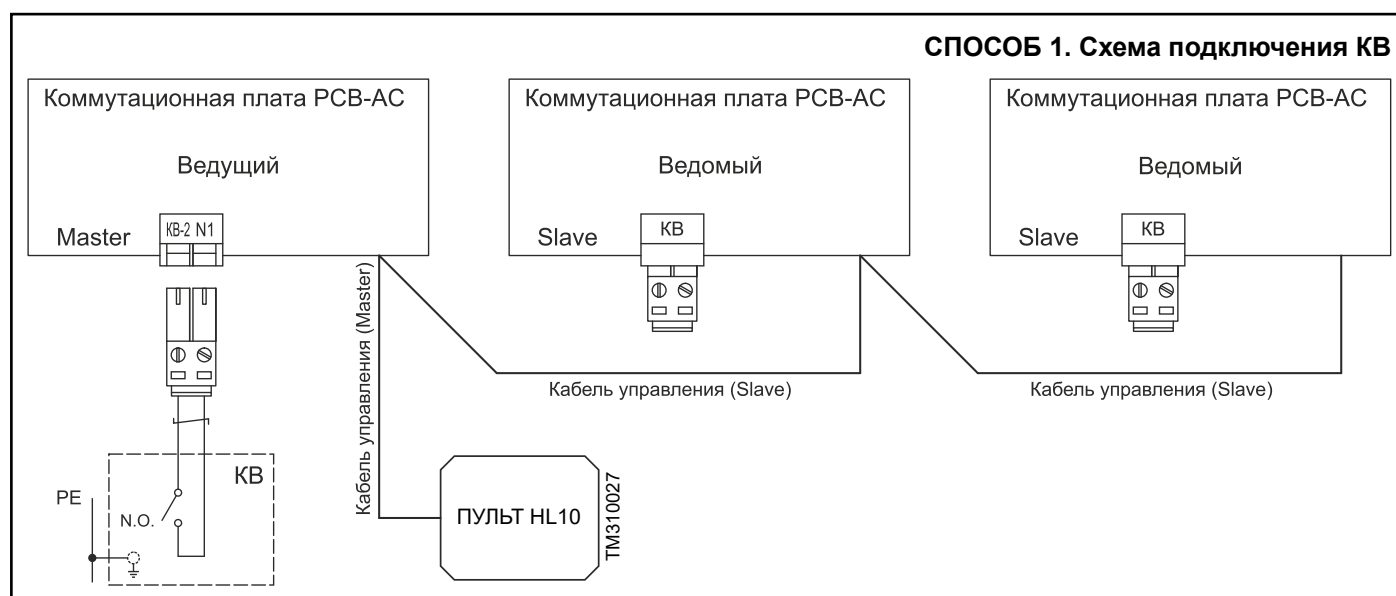 СПОСОБ 1. Схема подключения КВ
Коммутационная плата PCB-AC
Ведущий
Master
КВ-2 N1
Коммутационная плата PCB-AC
Ведомый
Slave
КВ
Коммутационная плата PCB-AC
Ведомый
Slave
КВ
Кабель управления (Master)
Кабель управления (Slave)
Кабель управления (Slave)
КВ
PE
N.O.
ПУЛЬТ HL10
TM310027